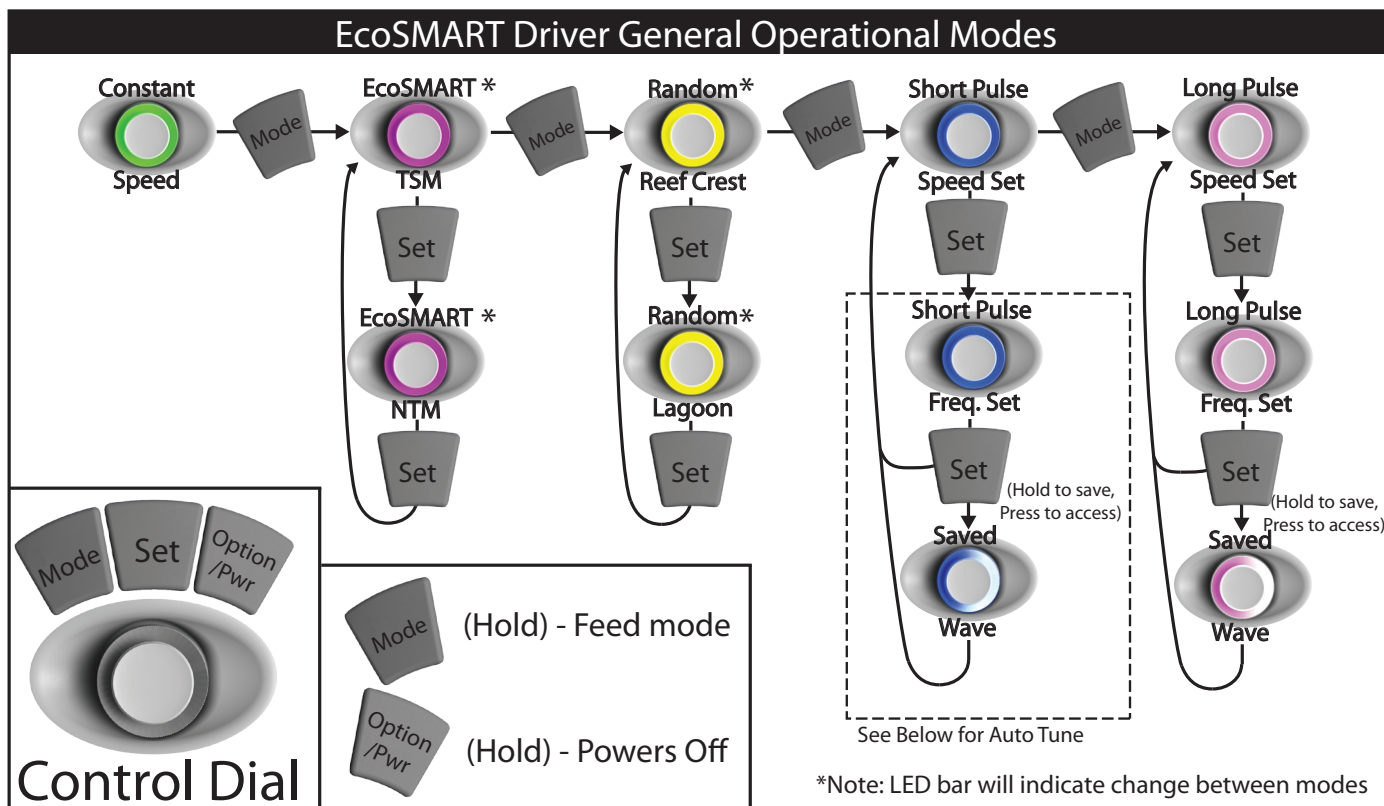 EcoSMART Driver General Operational Modes
Constant
Speed
Mode
EcoSMART *
TSM
Mode
Random*
Reef Crest
Mode
Short Pulse
Speed Set
Mode
Long Pulse
Speed Set
Set
Set
Set
Set
EcoSMART *
NTM
Random*
Lagoon
Short Pulse
Freq. Set
Long Pulse
Freq. Set
Set
Set
Set
(Hold to save,
Press to access)
Set
(Hold to save,
Press to access)
Saved
Wave
Saved
Wave
See Below for Auto Tune
*Note: LED bar will indicate change between modes
Mode
Set
Option
/Pwr
Control Dial
Mode
(Hold) - Feed mode
Option
/Pwr
(Hold) - Powers Off